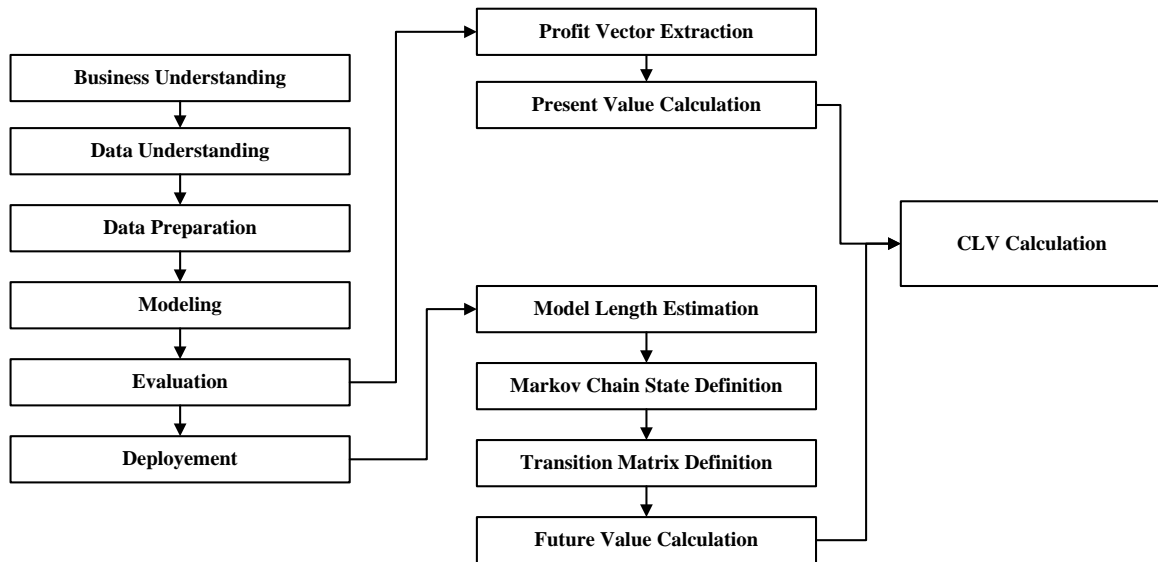 Business Understanding
Data Understanding
Data Preparation
Modeling
Evaluation
Deployement
Profit Vector Extraction
Present Value Calculation
Model Length Estimation
Markov Chain State Definition
Transition Matrix Definition
Future Value Calculation
CLV Calculation